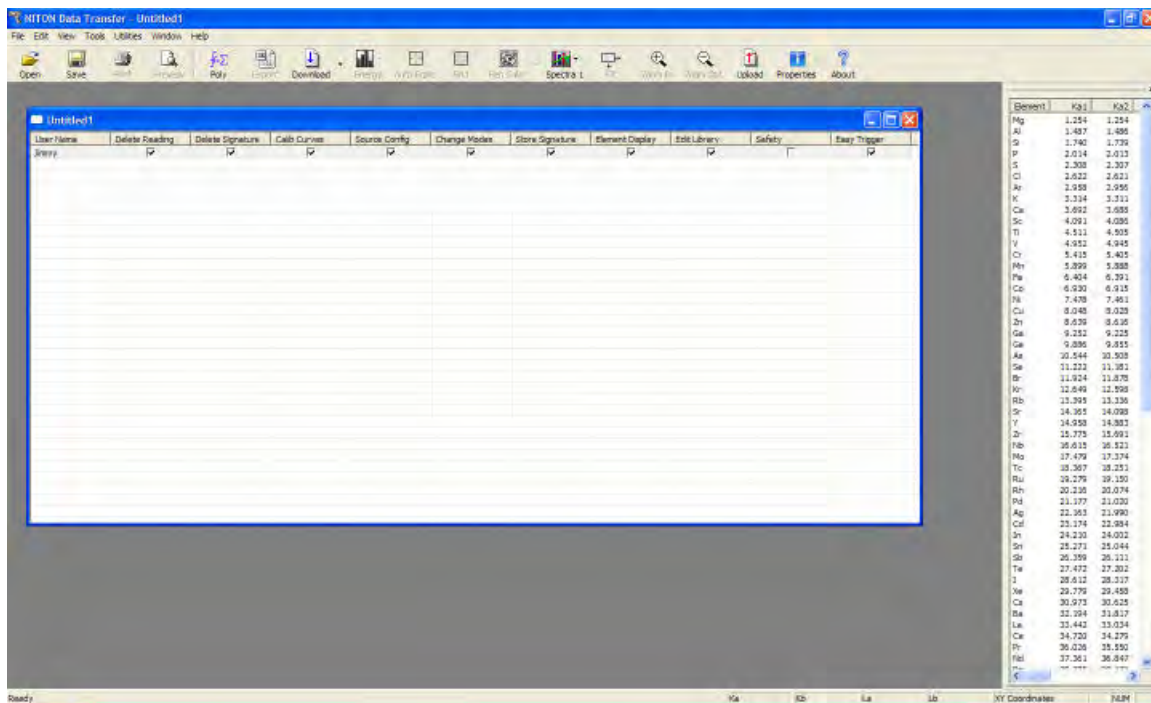 NITON Data Transfer - Untitled1
File Edit View Tools Utilities Window Help
Open Save Print Preview Poly Export Download Energy Auto Scale Grid Pen Color Spectra 1 Fit Zoom In Zoom Out Upload Properties About
Untitled1
User Name Delete Reading Delete Signature Calib Curves Source Config Change Modes Store Signature Element Display Edit Library Safety Easy Trigger
Jimmy
Element Ka1 Ka2
Mg 1.254 1.254
Al 1.487 1.486
Si 1.740 1.739
P 2.014 2.013
S 2.308 2.307
Cl 2.622 2.621
Ar 2.958 2.956
K 3.314 3.311
Ca 3.692 3.688
Sc 4.091 4.086
Ti 4.511 4.505
V 4.952 4.945
Cr 5.415 5.405
Mn 5.899 5.888
Fe 6.404 6.391
Co 6.930 6.915
Ni 7.478 7.461
Cu 8.048 8.028
Zn 8.639 8.616
Ga 9.252 9.225
Ge 9.886 9.855
As 10.544 10.508
Se 11.222 11.181
Br 11.924 11.878
Kr 12.649 12.598
Rb 13.395 13.336
Sr 14.165 14.098
Y 14.958 14.883
Zr 15.775 15.691
Nb 16.615 16.521
Mo 17.479 17.374
Tc 18.367 18.251
Ru 19.279 19.150
Rh 20.216 20.074
Pd 21.177 21.020
Ag 22.163 21.990
Cd 23.174 22.984
In 24.210 24.002
Sn 25.271 25.044
Sb 26.359 26.111
Te 27.472 27.202
I 28.612 28.317
Xe 29.779 29.458
Cs 30.973 30.625
Ba 32.194 31.817
La 33.442 33.034
Ce 34.720 34.279
Pr 36.026 35.550
Nd 37.361 36.847
Ready Ka Kb La Lb XY Coordinates NUM